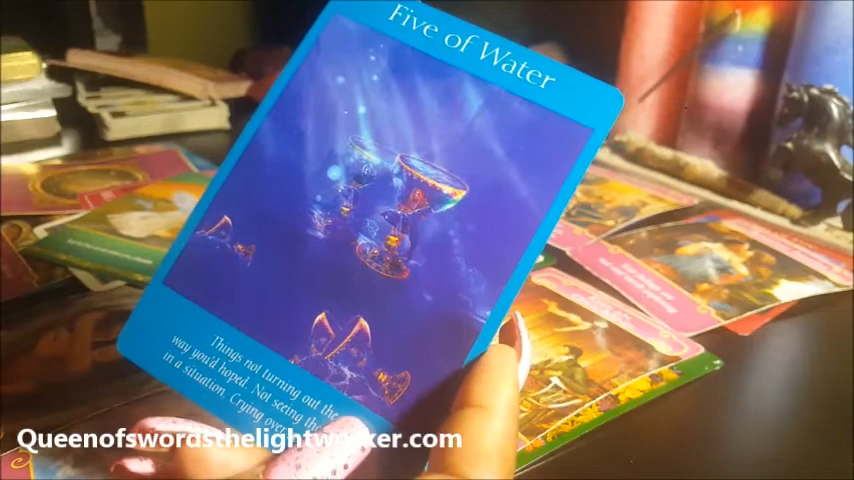 Five of Water
Things not turning out the
way you'd hoped. Not seeing the
in a situation. Crying over
Queenofswordsthelightworker.com